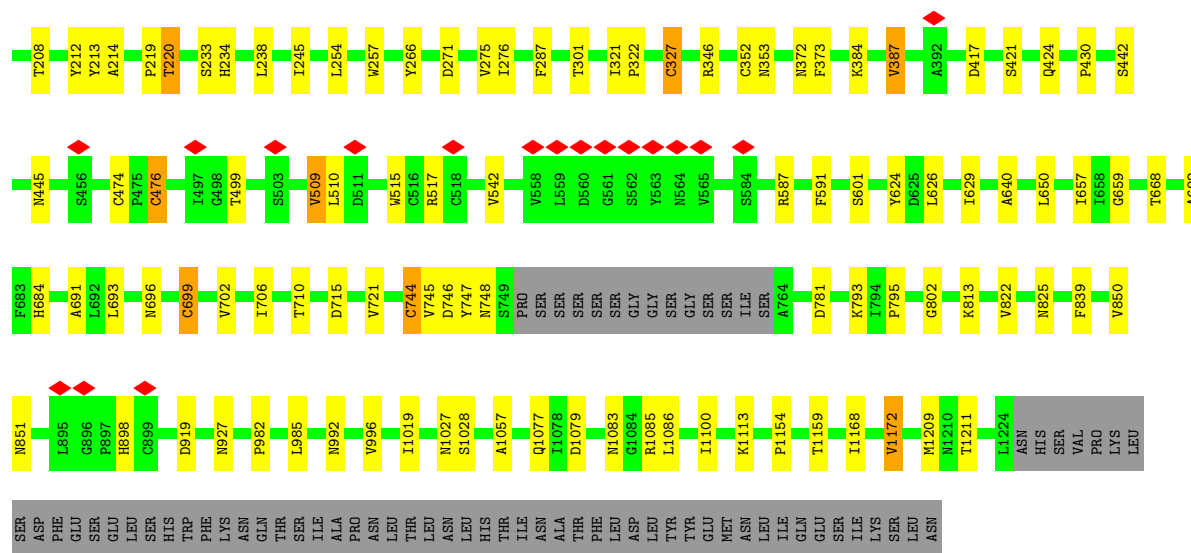 T208 Y212 Y213 A214 P219 T220 S233 H234 L238 I245 L254 W257 Y266 D271 V275 I276 F287 T301 I321 P322 C327 R346 C352 N353 N372 F373 K384 V387 A392 D417 S421 Q424 P430 S442
N445 S456 C474 P475 C476 I497 G498 T499 S503 V509 L510 D511 W515 C516 R517 C518 V542 V558 L559 D560 G561 S562 Y563 N564 V565 S584 R587 F591 S601 Y624 D625 L626 I629 A640 L650 I657 I658 G659 T668
F683 H684 A691 L692 L693 N696 C699 V702 I706 T710 D715 V721 C744 V745 D746 Y747 N748 S749 PRO SER SER SER SER GLY GLY SER SER ILE SER A764 D781 K793 I794 P795 G802 K813 V822 N825 F839 V850
N851 L895 G896 P897 H898 C899 D919 N927 P982 L985 N992 V996 I1019 N1027 S1028 A1057 Q1077 I1078 D1079 N1083 G1084 R1085 L1086 I1100 K1113 P1154 T1159 I1168 V1172 M1209 N1210 T1211 L1224 ASN HIS SER VAL PRO LYS LEU
SER ASP PHE GLU SER GLU LEU SER HIS TRP PHE LYS ASN GLN THR SER ILE ALA PRO ASN LEU THR LEU ASN LEU HIS THR ILE ASN ALA THR PHE LEU ASP LEU TYR TYR GLU MET ASN LEU ILE GLN GLU SER ILE LYS SER LEU ASN